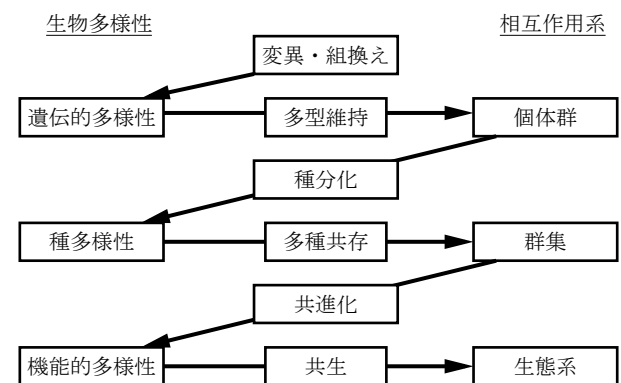 生物多様性 相互作用系
変異・組換え
遺伝的多様性 多型維持 個体群
種分化
種多様性 多種共存 群集
共進化
機能的多様性 共生 生態系